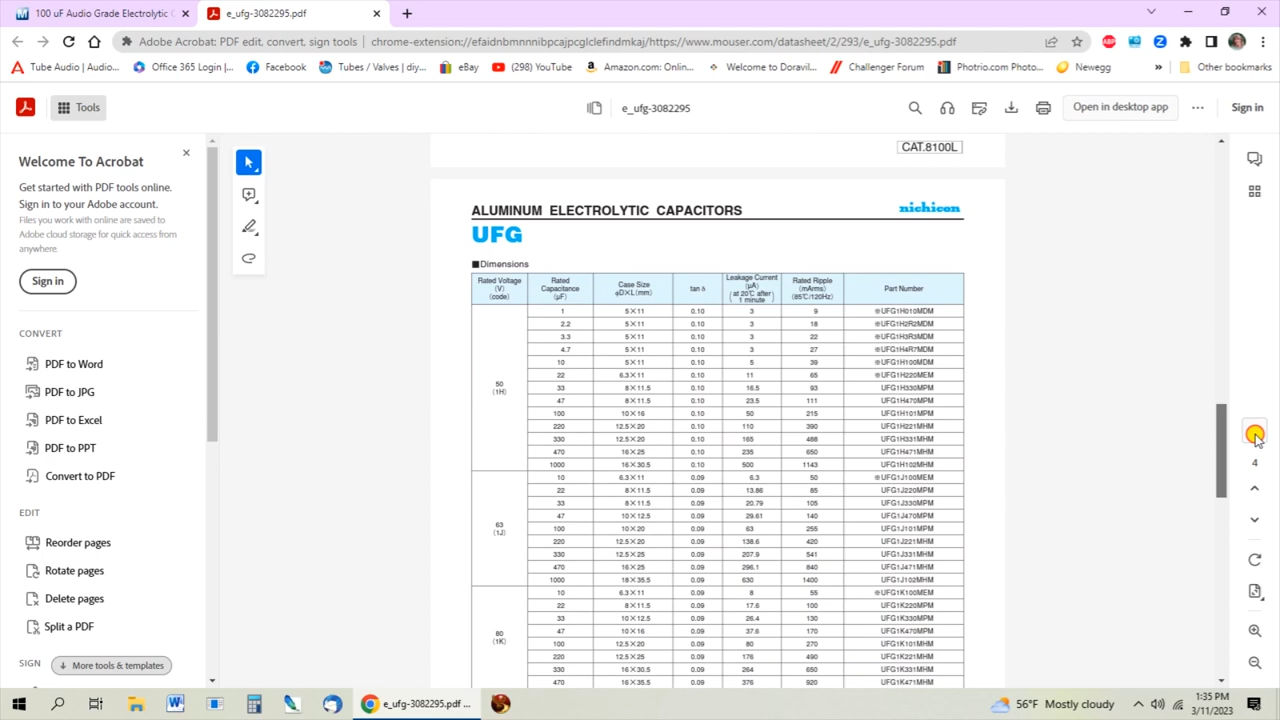 100 uF Audio Grade Electrolytic C
e_ufg-3082295.pdf
Adobe Acrobat: PDF edit, convert, sign tools | chrome-extension://efaidnbmnnnibpcajpcglclefindmkaj/https://www.mouser.com/datasheet/2/293/e_ufg-3082295.pdf
Tube Audio | Audio... Office 365 Login |... Facebook Tubes / Valves | diy... eBay (298) YouTube Amazon.com: Onlin... Welcome to Doravil... Challenger Forum Photrio.com Photo... Newegg » Other bookmarks
Tools e_ufg-3082295 Open in desktop app Sign in
Welcome To Acrobat
Get started with PDF tools online.
Sign in to your Adobe account.
Files you work with online are saved to
Adobe cloud storage for quick access from
anywhere.
Sign in
CONVERT
PDF to Word
PDF to JPG
PDF to Excel
PDF to PPT
Convert to PDF
EDIT
Reorder pages
Rotate pages
Delete pages
Split a PDF
SIGN
More tools & templates
CAT.8100L
ALUMINUM ELECTROLYTIC CAPACITORS nichicon
UFG
■Dimensions
Rated Voltage (V) (code) Rated Capacitance (μF) Case Size φD×L (mm) tan δ Leakage Current (μA) (at 20℃ after 1 minute) Rated Ripple (mArms) (85℃/120Hz) Part Number
50 (1H)
1 5×11 0.10 3 9 ※UFG1H010MDM
2.2 5×11 0.10 3 18 ※UFG1H2R2MDM
3.3 5×11 0.10 3 22 ※UFG1H3R3MDM
4.7 5×11 0.10 3 27 ※UFG1H4R7MDM
10 5×11 0.10 5 39 ※UFG1H100MDM
22 6.3×11 0.10 11 65 ※UFG1H220MEM
33 8×11.5 0.10 16.5 93 UFG1H330MPM
47 8×11.5 0.10 23.5 111 UFG1H470MPM
100 10×16 0.10 50 215 UFG1H101MPM
220 12.5×20 0.10 110 390 UFG1H221MHM
330 12.5×20 0.10 165 488 UFG1H331MHM
470 16×25 0.10 235 650 UFG1H471MHM
1000 16×30.5 0.10 500 1143 UFG1H102MHM
63 (1J)
10 6.3×11 0.09 6.3 50 ※UFG1J100MEM
22 8×11.5 0.09 13.86 85 UFG1J220MPM
33 8×11.5 0.09 20.79 105 UFG1J330MPM
47 10×12.5 0.09 29.61 140 UFG1J470MPM
100 10×20 0.09 63 255 UFG1J101MPM
220 12.5×20 0.09 138.6 420 UFG1J221MHM
330 12.5×25 0.09 207.9 541 UFG1J331MHM
470 16×25 0.09 296.1 840 UFG1J471MHM
1000 18×35.5 0.09 630 1400 UFG1J102MHM
80 (1K)
10 6.3×11 0.09 8 55 ※UFG1K100MEM
22 8×11.5 0.09 17.6 100 UFG1K220MPM
33 10×12.5 0.09 26.4 130 UFG1K330MPM
47 10×16 0.09 37.6 170 UFG1K470MPM
100 12.5×20 0.09 80 270 UFG1K101MHM
220 12.5×25 0.09 176 490 UFG1K221MHM
330 16×30.5 0.09 264 669 UFG1K331MHM
470 16×35.5 0.09 376 920 UFG1K471MHM
4
e_ufg-3082295.pdf ... 56°F Mostly cloudy 1:35 PM
3/11/2023